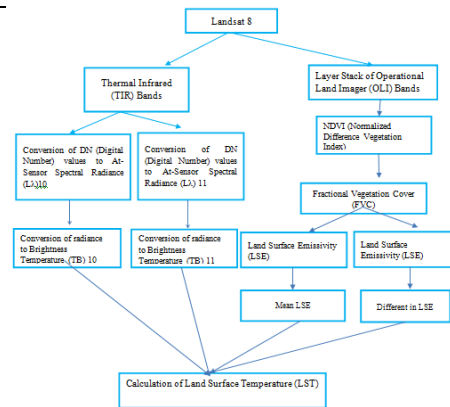 Landsat 8
Thermal Infrared
(TIR) Bands
Layer Stack of Operational
Land Imager (OLI) Bands
NDVI (Normalized
Difference Vegetation
Index)
Conversion of DN (Digital
Number) values to At-
Sensor Spectral Radiance
(Lλ)10
Conversion of DN
(Digital Number) values
to At-Sensor Spectral
Radiance (Lλ) 11
Fractional Vegetation Cover
(FVC)
Conversion of radiance
to Brightness
Temperature, (TB) 10
Conversion of radiance
to Brightness
Temperature (TB) 11
Land Surface Emissivity
(LSE)
Land Surface
Emissivity (LSE)
Mean LSE
Different in LSE
Calculation of Land Surface Temperature (LST)